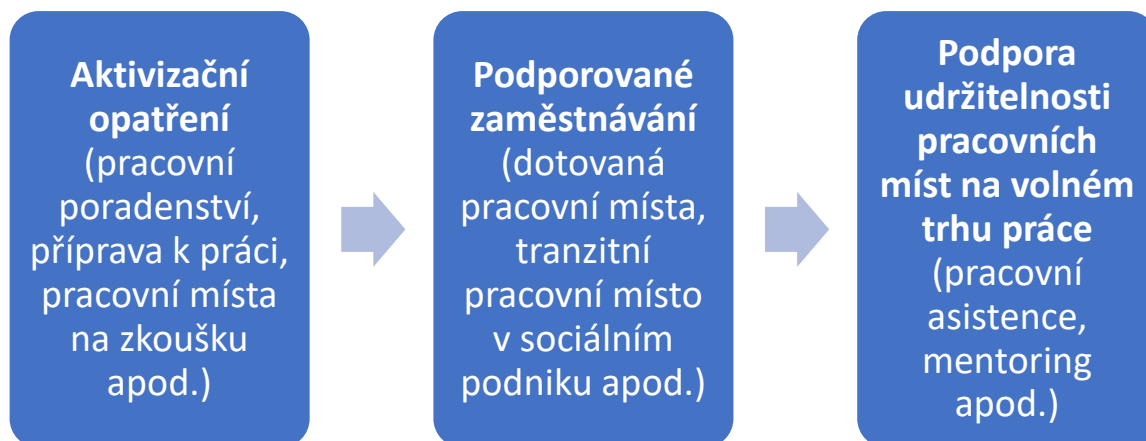 Aktivizační
opatření
(pracovní
poradenství,
příprava k práci,
pracovní místa
na zkoušku
apod.)
Podporované
zaměstnávání
(dotovaná
pracovní místa,
tranzitní
pracovní místo
v sociálním
podniku apod.)
Podpora
udržitelnosti
pracovních
míst na volném
trhu práce
(pracovní
asistence,
mentoring
apod.)